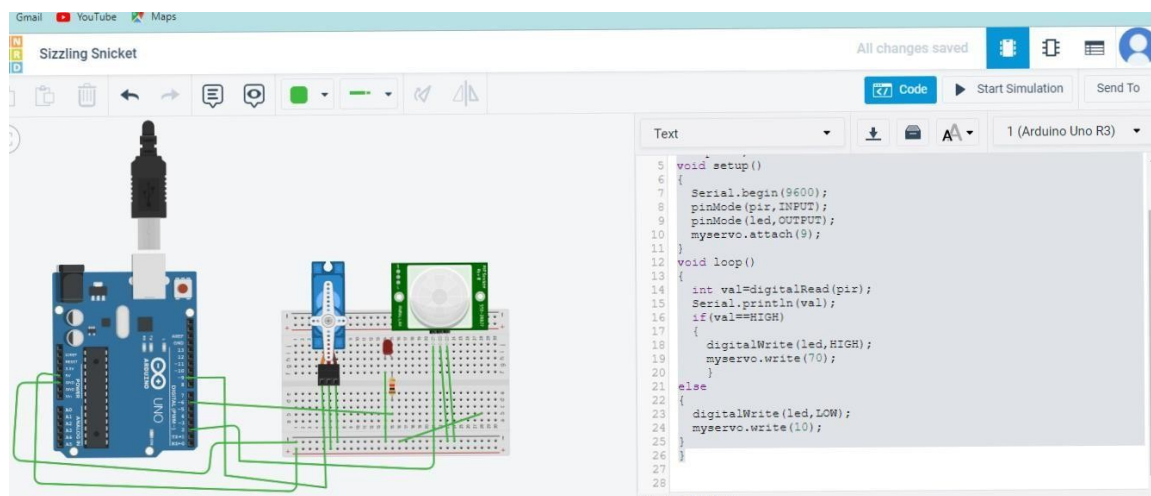 Gmail YouTube Maps
Sizzling Snicket
All changes saved
Code Start Simulation Send To
Text
1 (Arduino Uno R3)
5 void setup()
6 {
7 Serial.begin(9600);
8 pinMode(pir,INPUT);
9 pinMode(led,OUTPUT);
10 myservo.attach(9);
11 }
12 void loop()
13 {
14 int val=digitalRead(pir);
15 Serial.println(val);
16 if(val==HIGH)
17 {
18 digitalWrite(led,HIGH);
19 myservo.write(70);
20 }
21 else
22 {
23 digitalWrite(led,LOW);
24 myservo.write(10);
25 }
26 }
27
28
ARDUINO
UNO
POWER
ANALOG IN